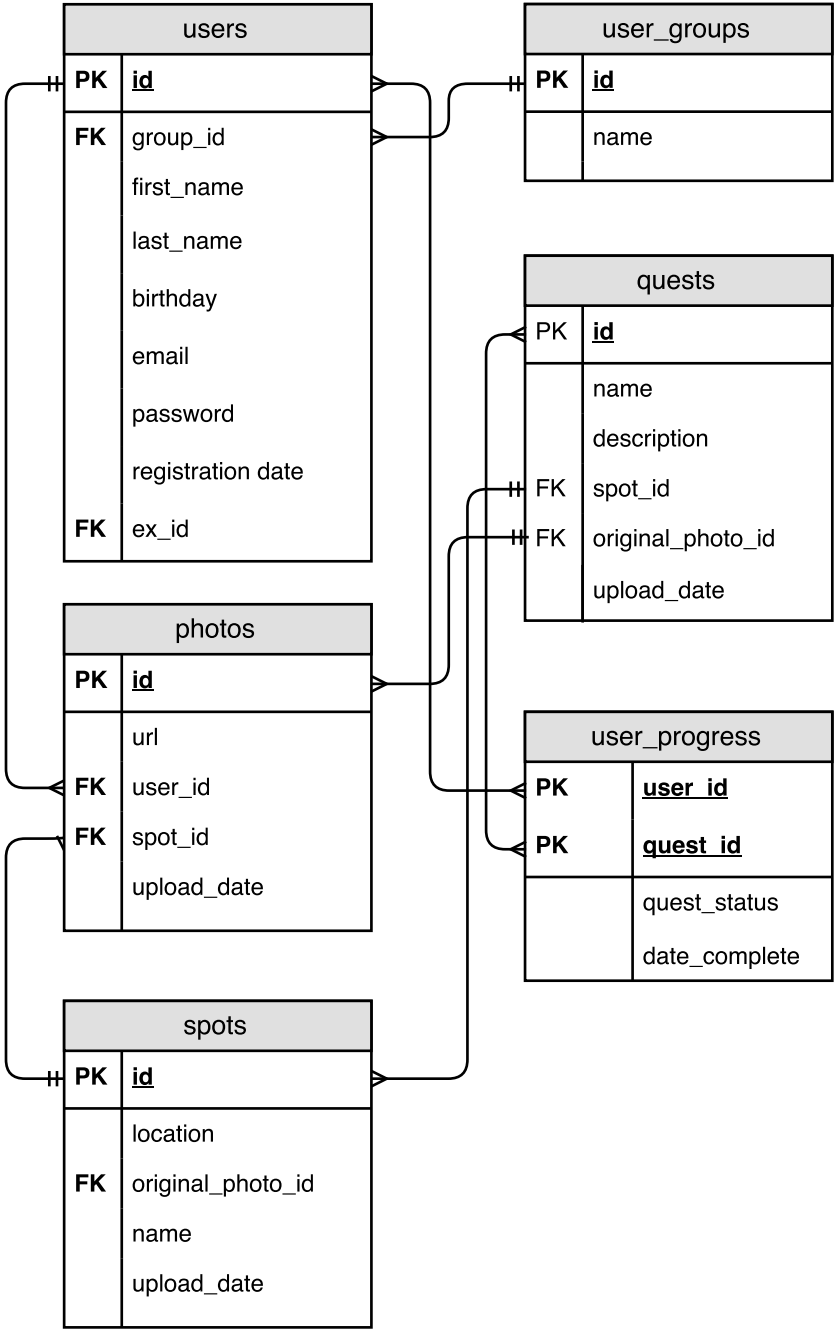 users
PK id
FK group_id
first_name
last_name
birthday
email
password
registration date
FK ex_id
user_groups
PK id
name
quests
PK id
name
description
FK spot_id
FK original_photo_id
upload_date
photos
PK id
url
FK user_id
FK spot_id
upload_date
user_progress
PK user_id
PK quest_id
quest_status
date_complete
spots
PK id
location
FK original_photo_id
name
upload_date